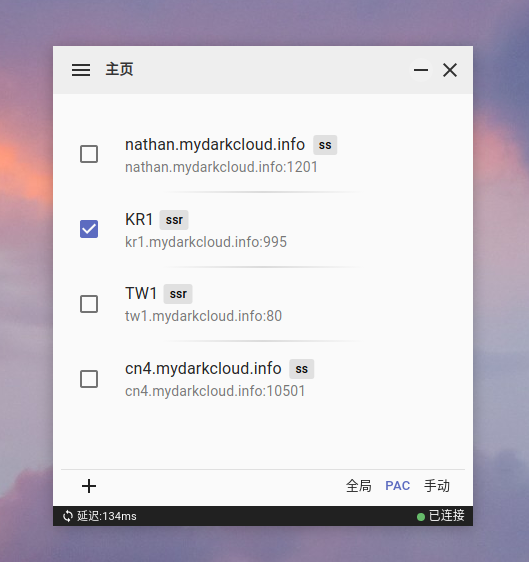 主页
nathan.mydarkcloud.info ss
nathan.mydarkcloud.info:1201
KR1 ssr
kr1.mydarkcloud.info:995
TW1 ssr
tw1.mydarkcloud.info:80
cn4.mydarkcloud.info ss
cn4.mydarkcloud.info:10501
全局 PAC 手动
延迟:134ms 已连接